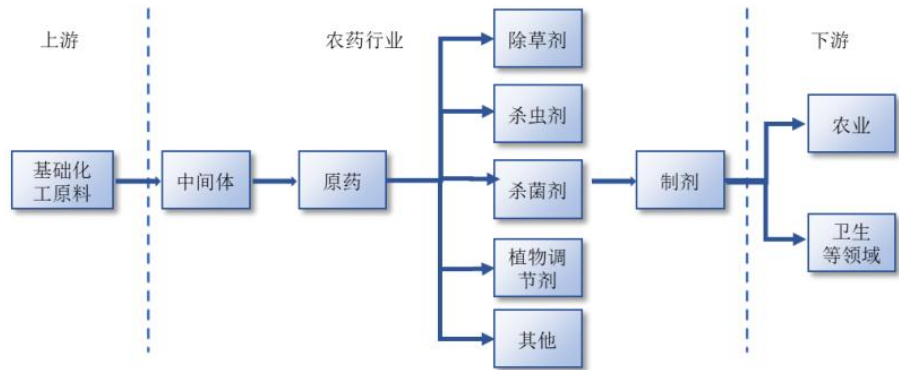 上游
农药行业
下游
基础化
工原料
中间体
原药
除草剂
杀虫剂
杀菌剂
植物调
节剂
其他
制剂
农业
卫生
等领域